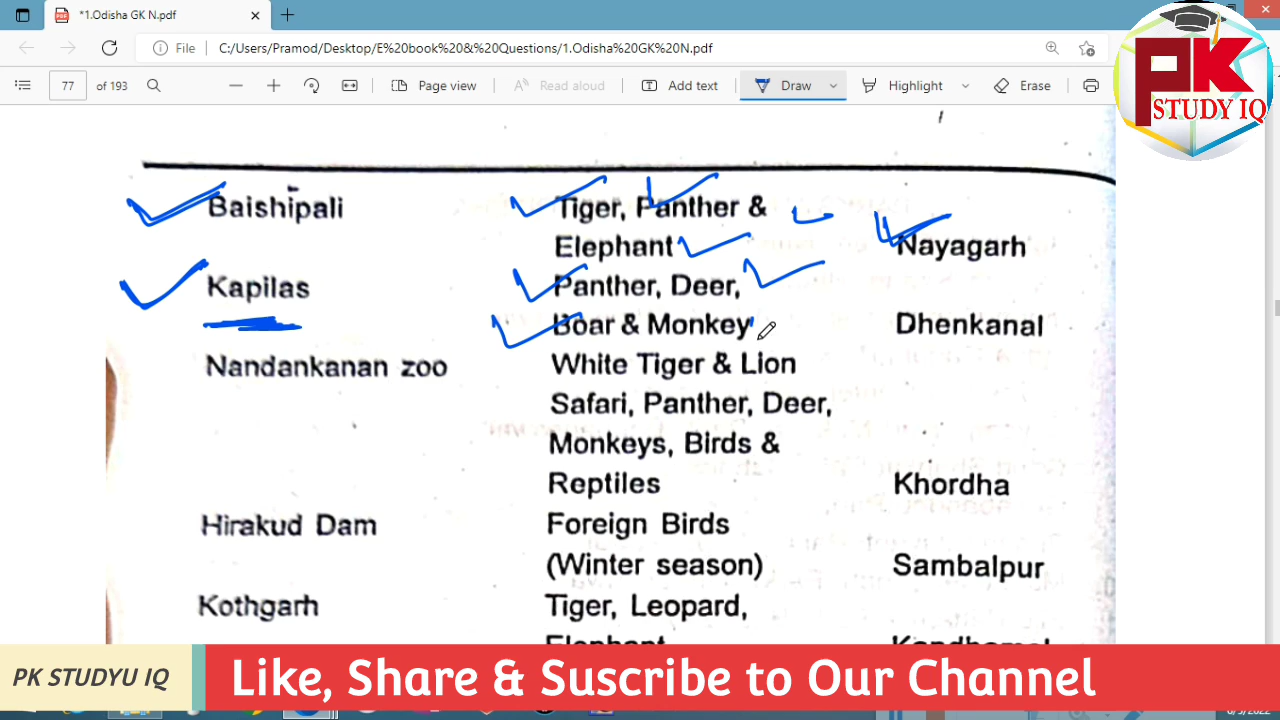 *1.Odisha GK N.pdf
File C:/Users/Pramod/Desktop/E%20book%20&%20Questions/1.Odisha%20GK%20N.pdf
77 of 193 Page view Read aloud Add text Draw Highlight Erase
PK
STUDY IQ
Baishipali Tiger, Panther &
Elephant Nayagarh
Kapilas Panther, Deer,
Boar & Monkey Dhenkanal
Nandankanan zoo White Tiger & Lion
Safari, Panther, Deer,
Monkeys, Birds &
Reptiles Khordha
Hirakud Dam Foreign Birds
(Winter season) Sambalpur
Kothgarh Tiger, Leopard,
Elephant Kandhamal
PK STUDYU IQ Like, Share & Suscribe to Our Channel